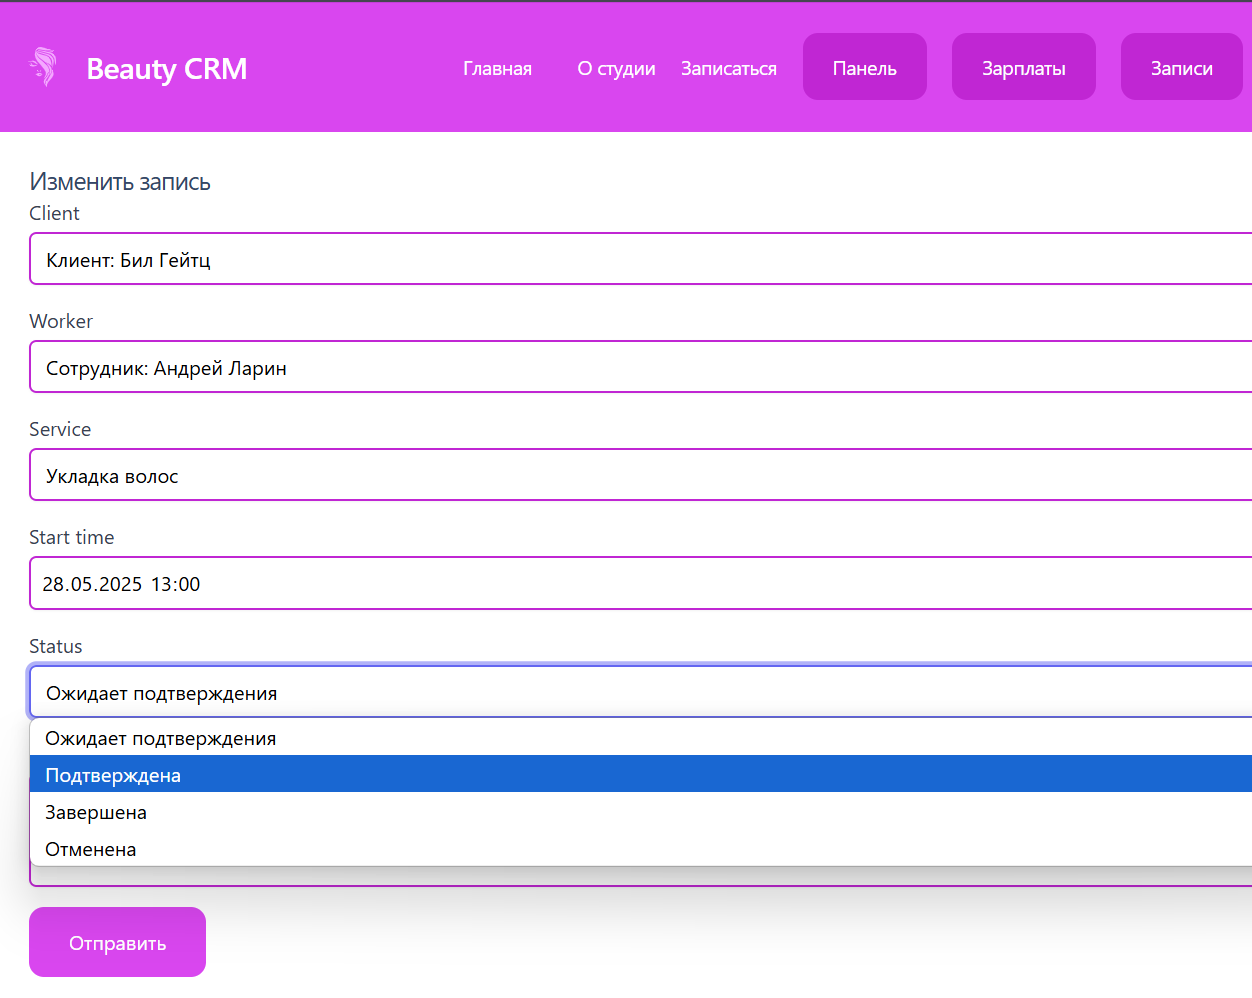 Beauty CRM
Главная О студии Записаться Панель Зарплаты Записи
Изменить запись
Client
Клиент: Бил Гейтц
Worker
Сотрудник: Андрей Ларин
Service
Укладка волос
Start time
28.05.2025 13:00
Status
Ожидает подтверждения
Ожидает подтверждения
Подтверждена
Завершена
Отменена
Отправить